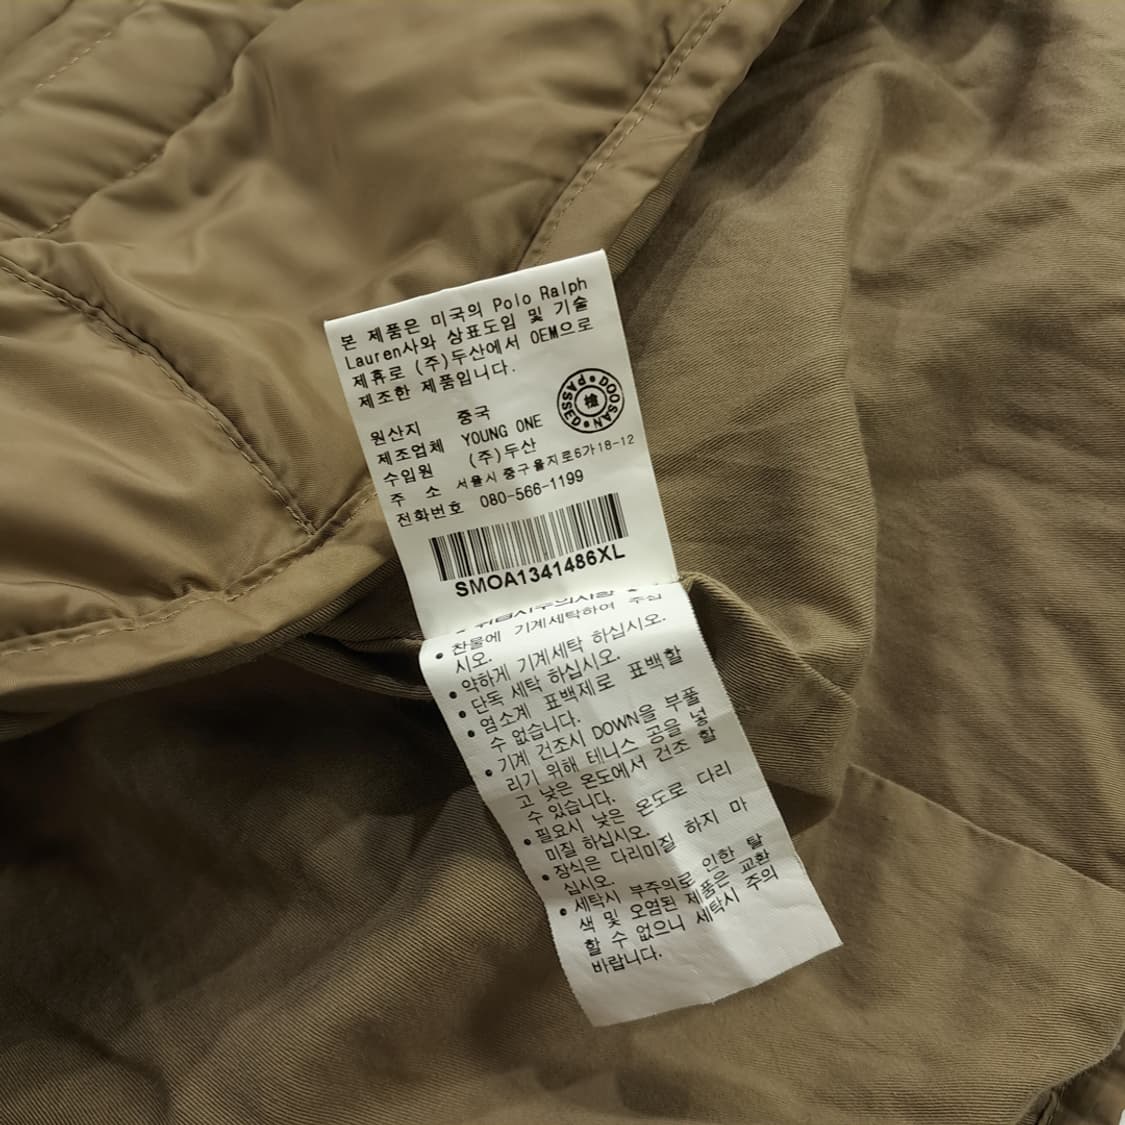 본 제품은 미국의 Polo Ralph
Lauren사와 상표도입 및 기술
제휴로 (주)두산에서 OEM으로
제조한 제품입니다.
DOOSAN PASSED 檢
원산지 중국
제조업체 YOUNG ONE
수입원 (주)두산
주 소 서울시 중구 을지로6가18-12
전화번호 080-566-1199
SMOA1341486XL
• 찬물에 기계세탁하여 주십
시오.
• 약하게 기계세탁 하십시오.
• 단독 세탁 하십시오.
• 염소계 표백제로 표백할
수 없습니다.
• 기계 건조시 DOWN을 부풀
리기 위해 테니스 공을 넣
고 낮은 온도에서 건조 할
수 있습니다.
• 필요시 낮은 온도로 다리
미질 하십시오.
• 장식은 다리미질 하지 마
십시오.
• 세탁시 부주의로 인한 탈
색 및 오염된 제품은 교환
할 수 없으니 세탁시 주의
바랍니다.